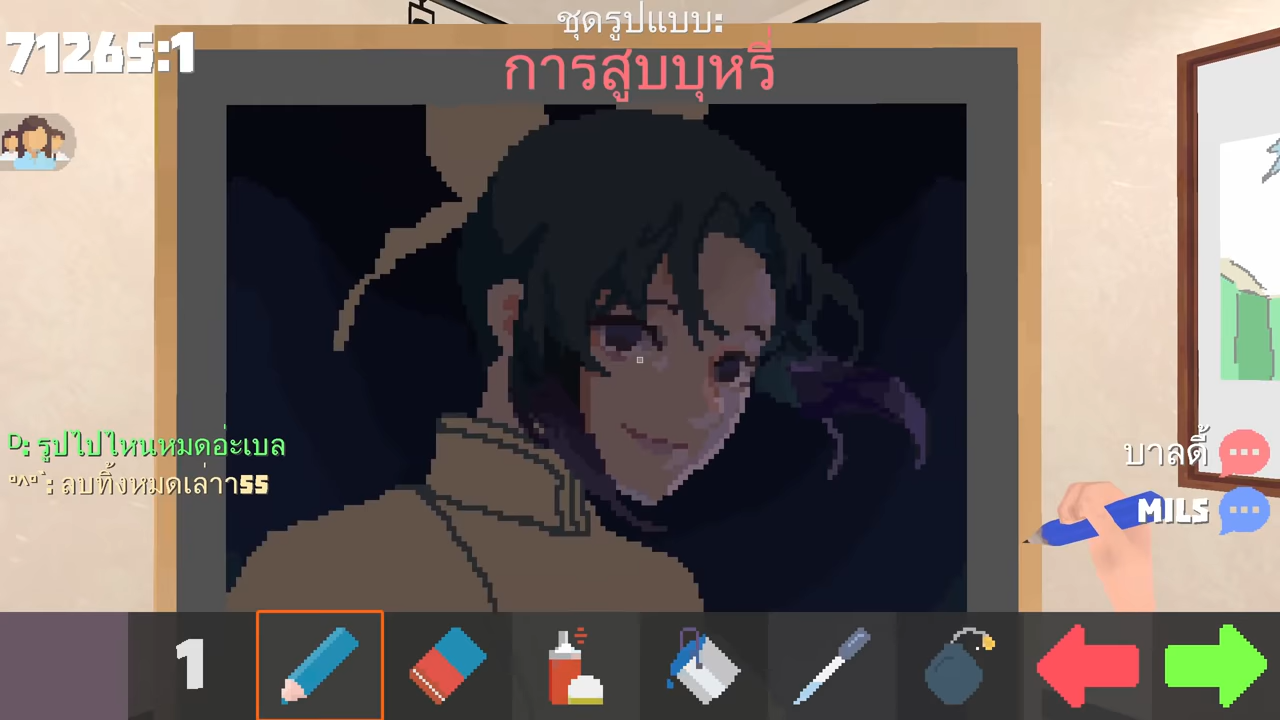 ชุดรูปแบบ:
71265:1
การสูบบุหรี่
D: รูปไปไหนหมดอ่ะเบล
ลบทิ้งหมดเล่าา55
บาลดี้
MILS
1